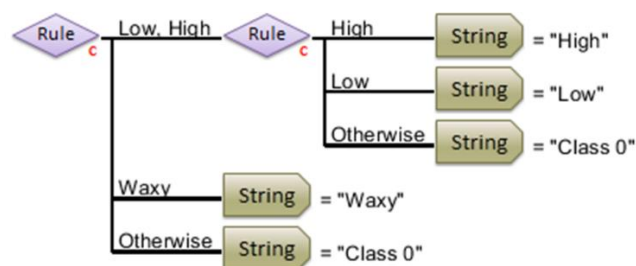 Rule c Low, High Rule c High String = "High"
Low String = "Low"
Otherwise String = "Class 0"
Waxy String = "Waxy"
Otherwise String = "Class 0"